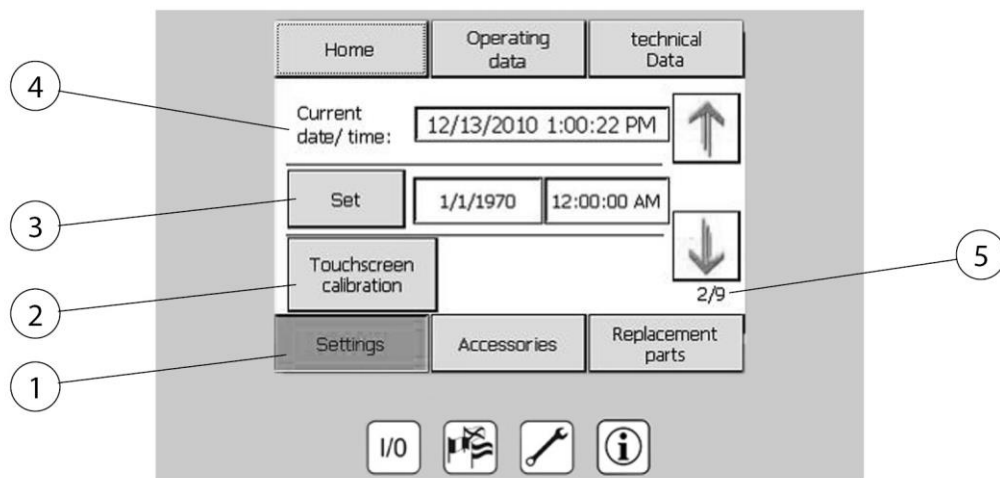 Home
Operating
data
technical
Data
4
Current
date/ time:
12/13/2010 1:00:22 PM
3
Set
1/1/1970
12:00:00 AM
Touchscreen
calibration
2
5
2/9
1
Settings
Accessories
Replacement
parts
I/0
i